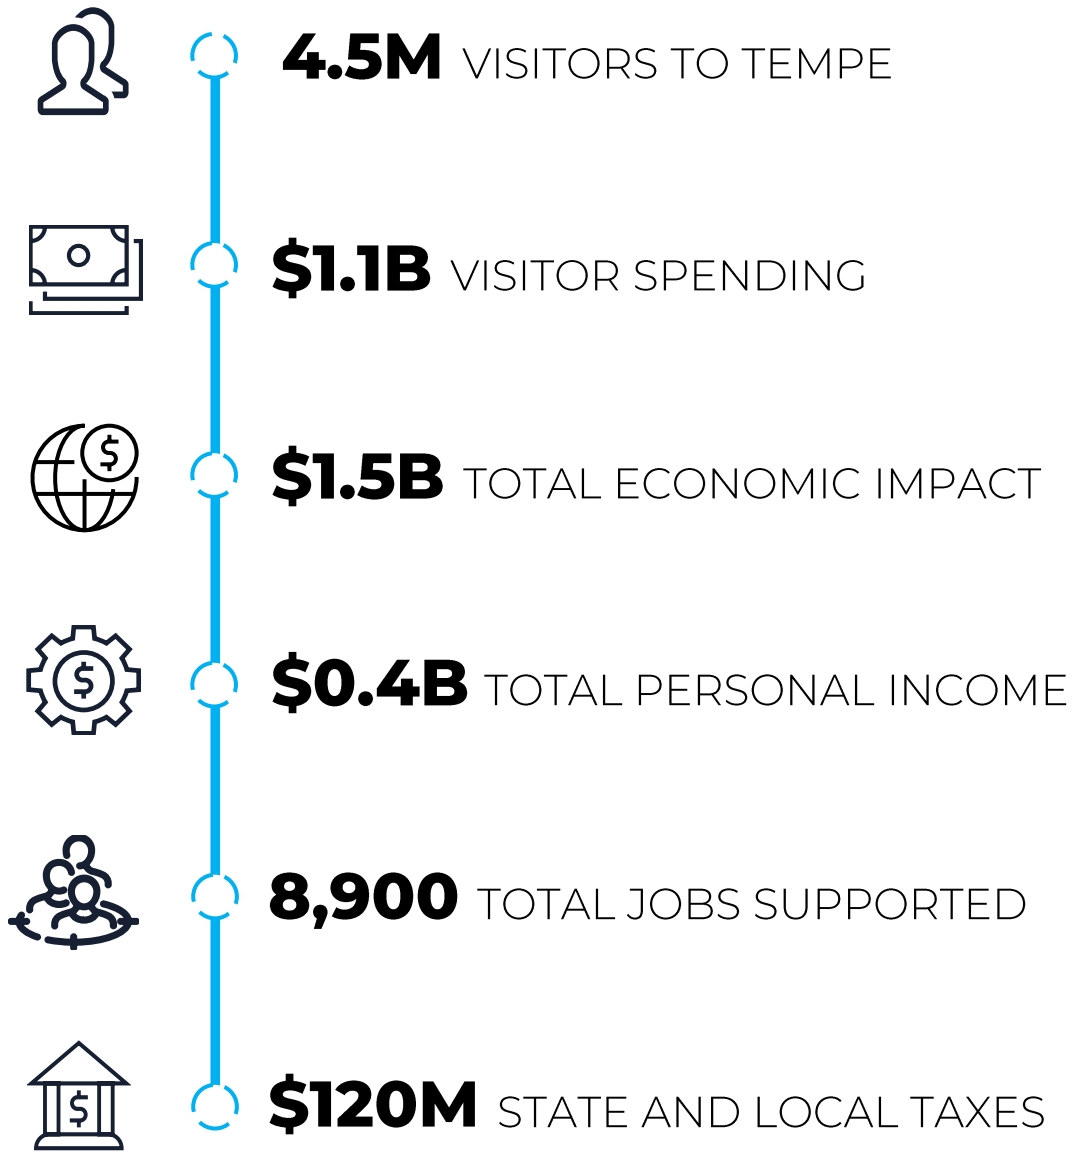 4.5M VISITORS TO TEMPE
$1.1B VISITOR SPENDING
$
$1.5B TOTAL ECONOMIC IMPACT
$
$0.4B TOTAL PERSONAL INCOME
8,900 TOTAL JOBS SUPPORTED
$
$120M STATE AND LOCAL TAXES